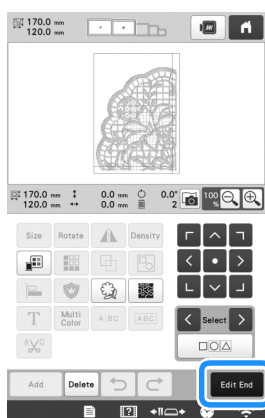 170.0 mm
120.0 mm
170.0 mm 0.0 mm 0.0° 100
120.0 mm 0.0 mm 2 %
Size Rotate Density
T Multi Color ABC ABC Select
Add Delete Edit End